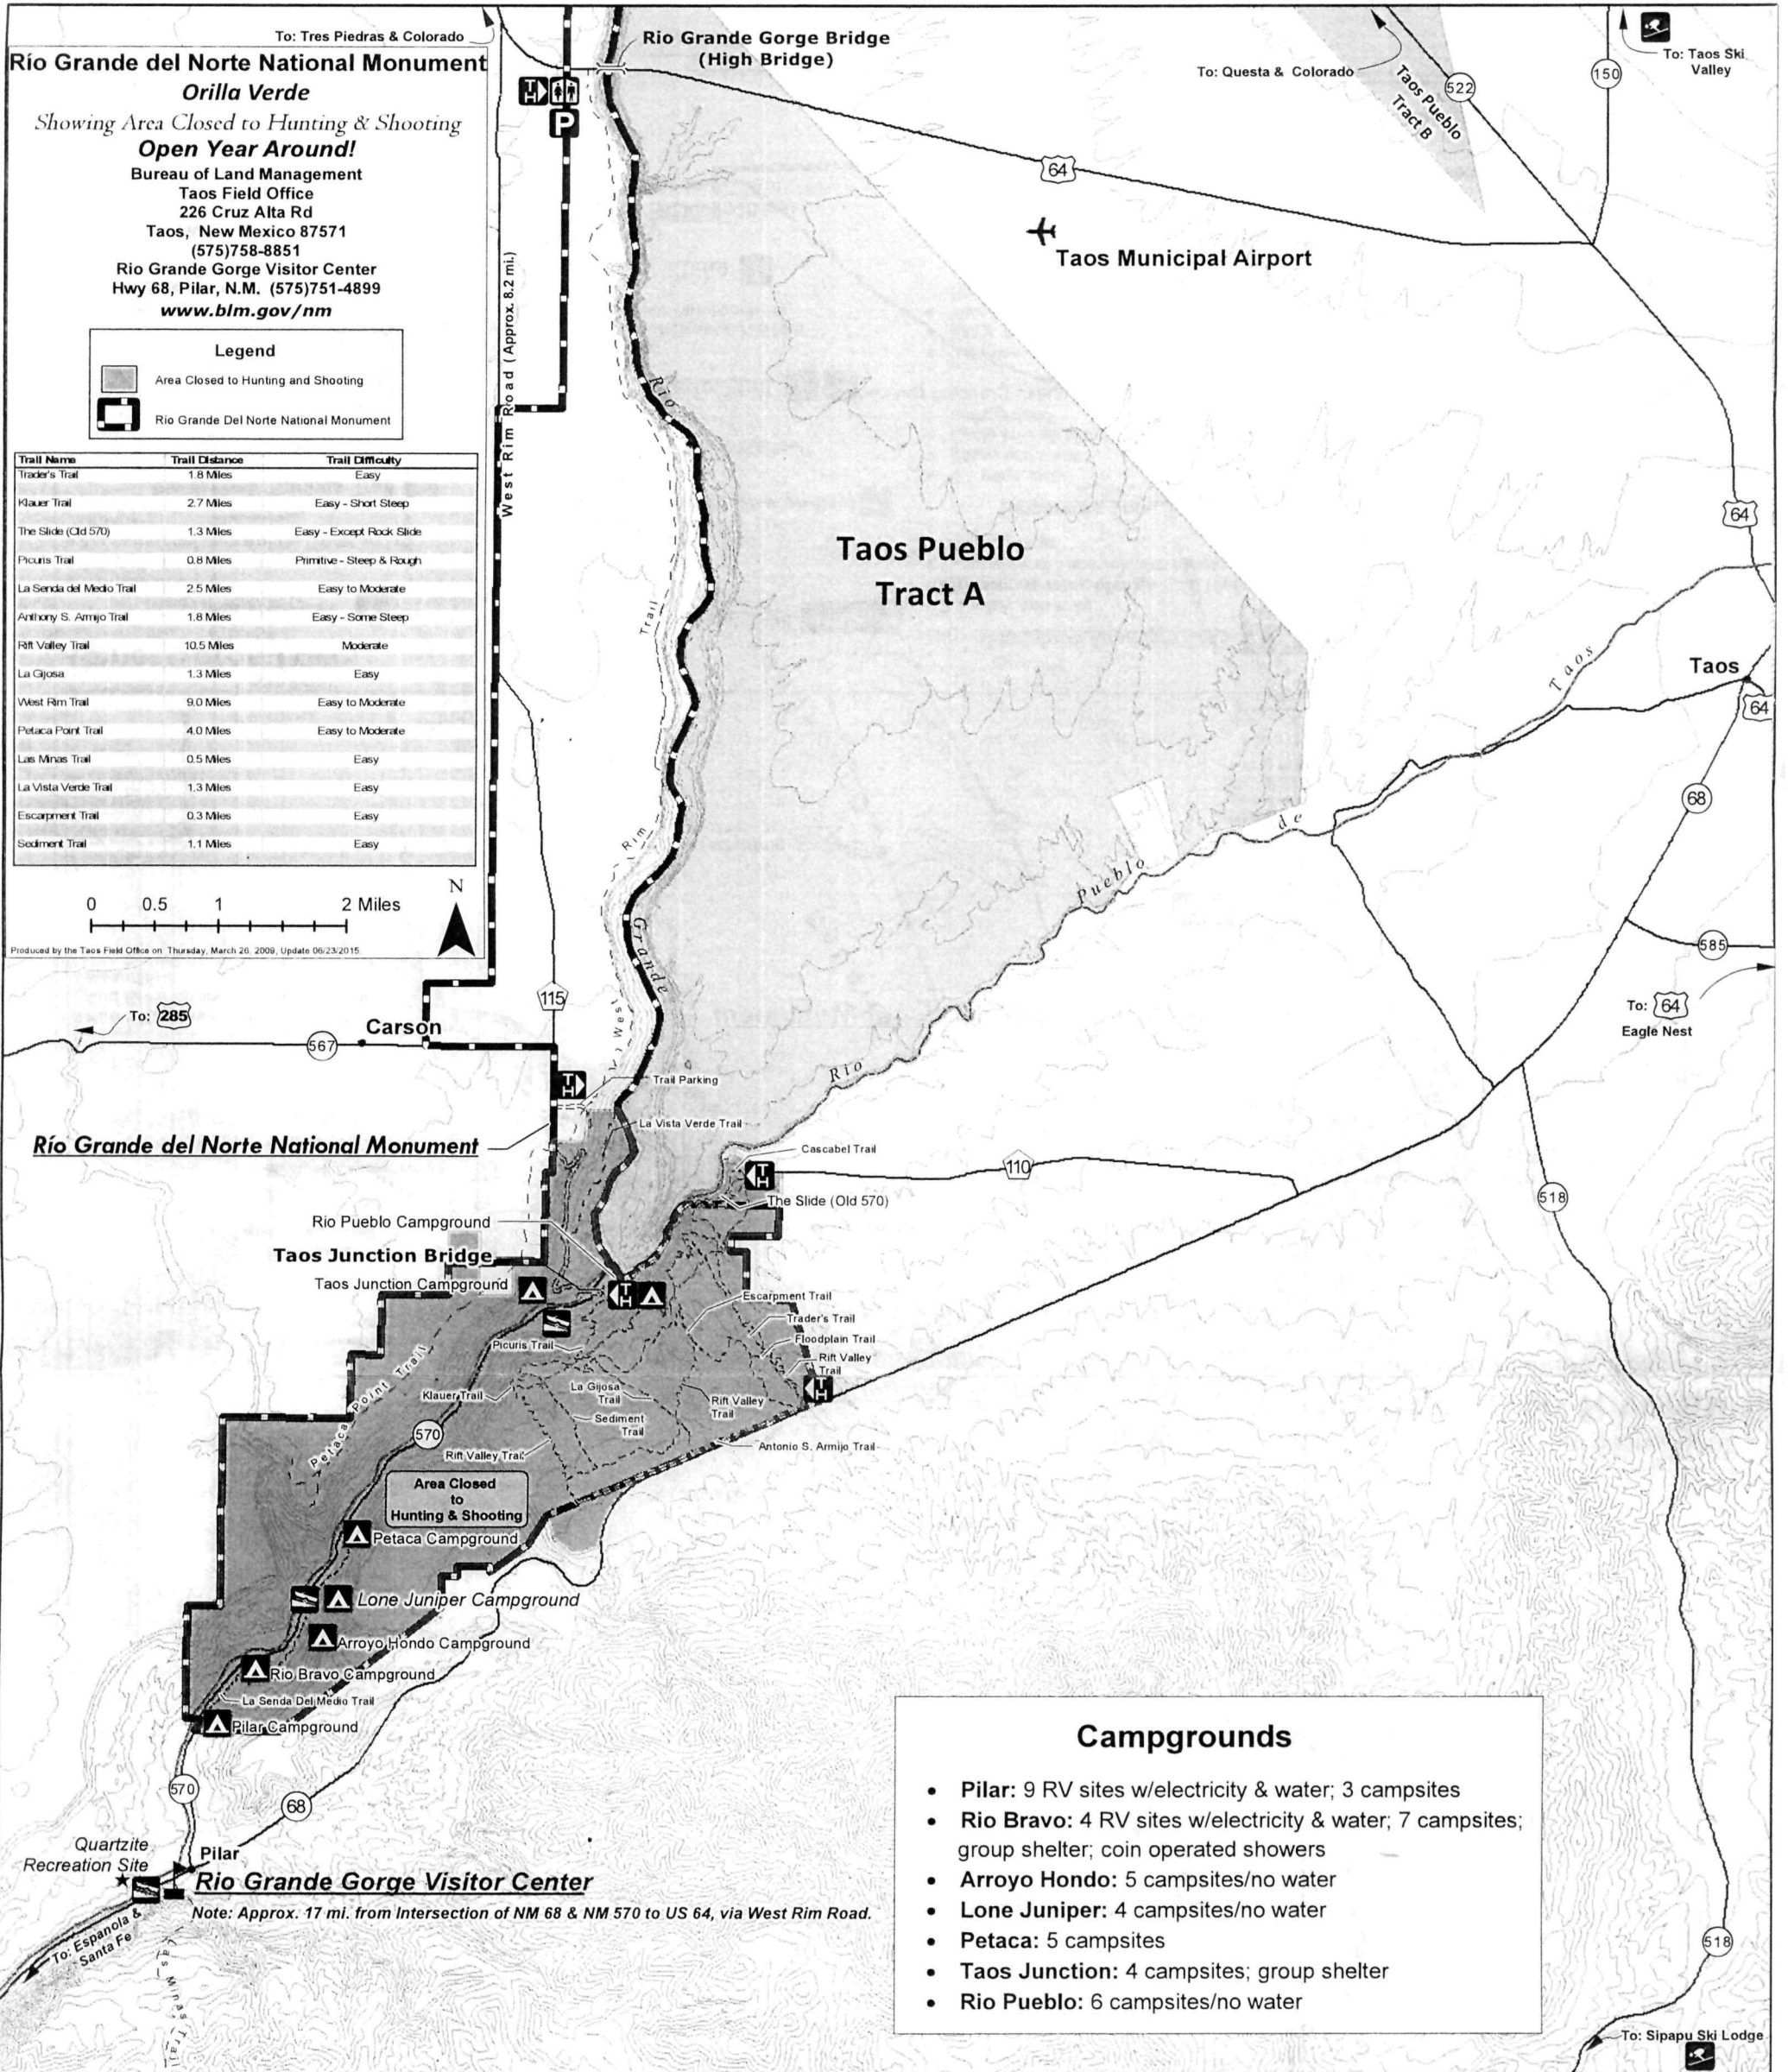 To: Tres Piedras & Colorado
Río Grande del Norte National Monument
Orilla Verde
Showing Area Closed to Hunting & Shooting
Open Year Around!
Bureau of Land Management
Taos Field Office
226 Cruz Alta Rd
Taos, New Mexico 87571
(575)758-8851
Rio Grande Gorge Visitor Center
Hwy 68, Pilar, N.M. (575)751-4899
www.blm.gov/nm
Legend
Area Closed to Hunting and Shooting
Rio Grande Del Norte National Monument
Trail Name Trail Distance Trail Difficulty
Trader's Trail 1.8 Miles Easy
Klauer Trail 2.7 Miles Easy - Short Steep
The Slide (Old 570) 1.3 Miles Easy - Except Rock Slide
Picuris Trail 0.8 Miles Primitive - Steep & Rough
La Senda del Medio Trail 2.5 Miles Easy to Moderate
Anthony S. Armijo Trail 1.8 Miles Easy - Some Steep
Rift Valley Trail 10.5 Miles Moderate
La Gijosa 1.3 Miles Easy
West Rim Trail 9.0 Miles Easy to Moderate
Petaca Point Trail 4.0 Miles Easy to Moderate
Las Minas Trail 0.5 Miles Easy
La Vista Verde Trail 1.3 Miles Easy
Escarpment Trail 0.3 Miles Easy
Sediment Trail 1.1 Miles Easy
0 0.5 1 2 Miles
N
Produced by the Taos Field Office on Thursday, March 26, 2009, Update 06/23/2015.
Rio Grande Gorge Bridge
(High Bridge)
TH
P
To: Questa & Colorado
Taos Pueblo
Tract B
522
150
To: Taos Ski
Valley
64
Taos Municipal Airport
West Rim Road (Approx. 8.2 mi.)
Rio
Grande
Taos Pueblo
Tract A
64
Taos
64
68
585
To: 64
Eagle Nest
Rio Pueblo de Taos
West Rim Trail
To: 285
Carson
567
115
TH
Trail Parking
La Vista Verde Trail
Río Grande del Norte National Monument
Cascabel Trail
TH
110
The Slide (Old 570)
518
Rio Pueblo Campground
Taos Junction Bridge
Taos Junction Campground
TH
Escarpment Trail
Trader's Trail
Floodplain Trail
Rift Valley
Trail
TH
Picuris Trail
Klauer Trail
La Gijosa
Trail
Rift Valley
Trail
Sediment
Trail
Rift Valley Trail
Antonio S. Armijo Trail
Petaca Point Trail
570
Area Closed
to
Hunting & Shooting
Petaca Campground
Lone Juniper Campground
Arroyo Hondo Campground
Rio Bravo Campground
La Senda Del Medio Trail
Pilar Campground
570
68
Quartzite
Recreation Site
Pilar
Rio Grande Gorge Visitor Center
Note: Approx. 17 mi. from Intersection of NM 68 & NM 570 to US 64, via West Rim Road.
To: Espanola &
Santa Fe
Las Minas Trail
Campgrounds
• Pilar: 9 RV sites w/electricity & water; 3 campsites
• Rio Bravo: 4 RV sites w/electricity & water; 7 campsites;
group shelter; coin operated showers
• Arroyo Hondo: 5 campsites/no water
• Lone Juniper: 4 campsites/no water
• Petaca: 5 campsites
• Taos Junction: 4 campsites; group shelter
• Rio Pueblo: 6 campsites/no water
518
To: Sipapu Ski Lodge